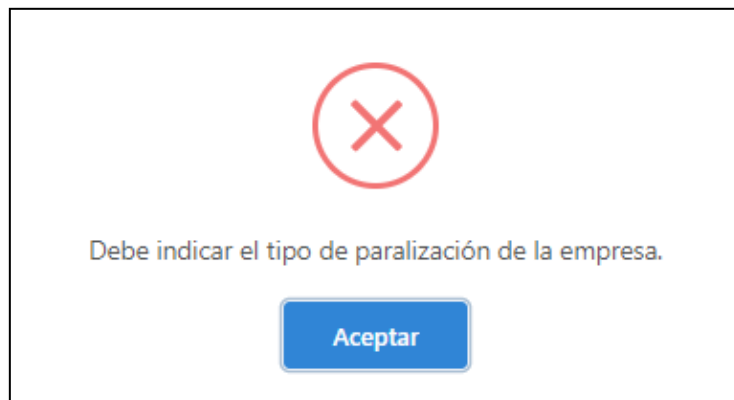 Debe indicar el tipo de paralización de la empresa.
Aceptar